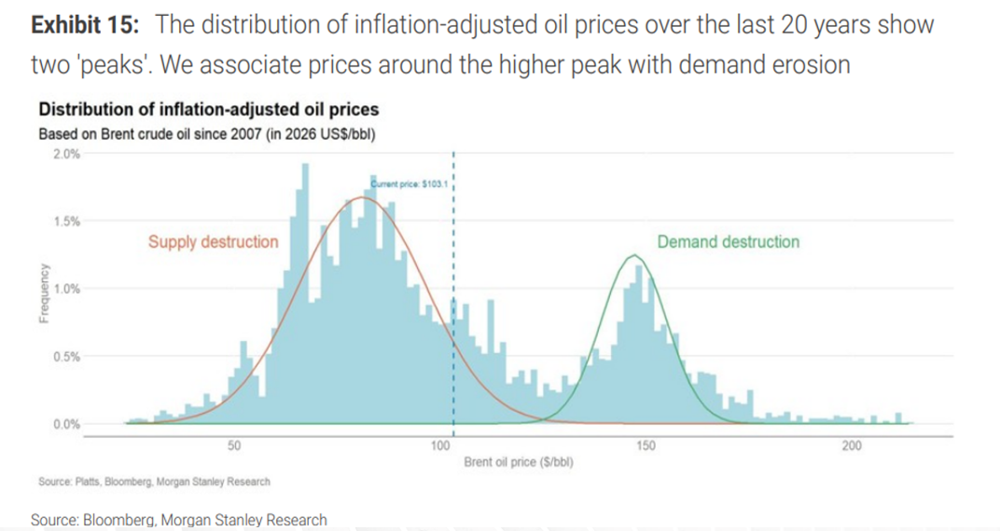 Exhibit 15: The distribution of inflation-adjusted oil prices over the last 20 years show
two 'peaks'. We associate prices around the higher peak with demand erosion
Distribution of inflation-adjusted oil prices
Based on Brent crude oil since 2007 (in 2026 US$/bbl)
2.0%
Current price: $103.1
1.5%
Supply destruction
Demand destruction
Frequency
1.0%
0.5%
0.0%
50
100
150
200
Brent oil price ($/bbl)
Source: Platts, Bloomberg, Morgan Stanley Research
Source: Bloomberg, Morgan Stanley Research